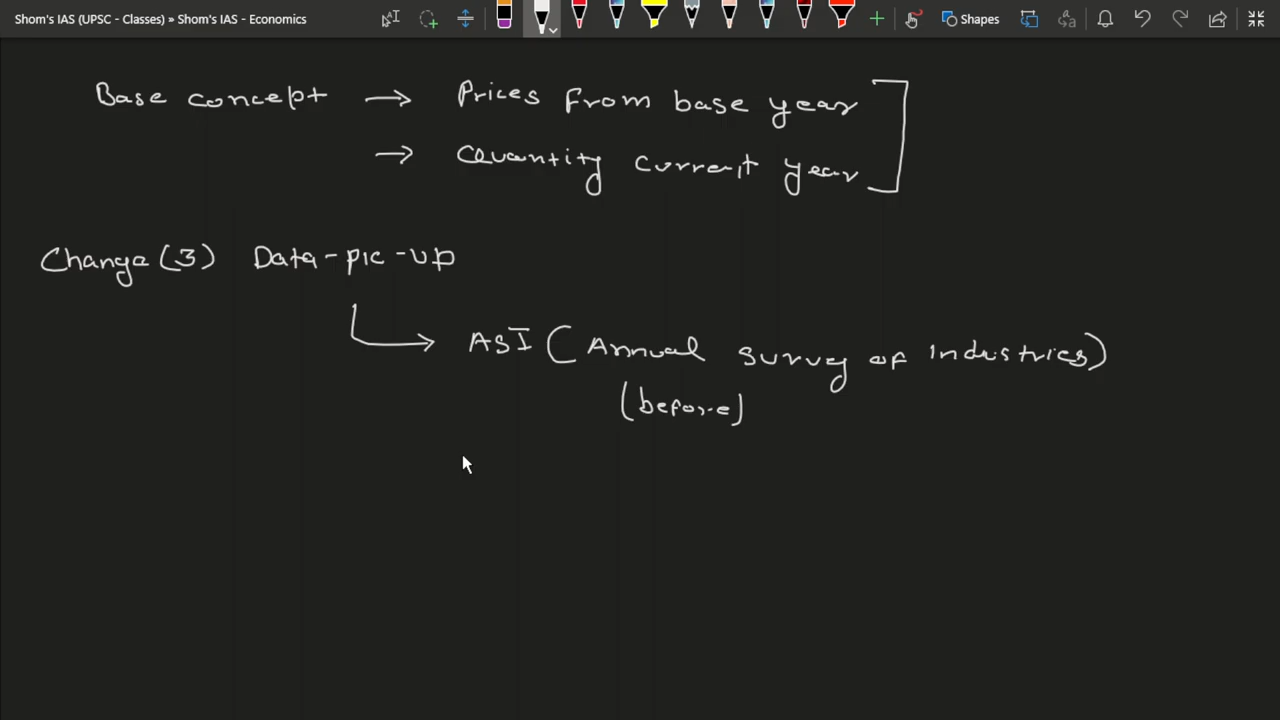 Shom's IAS (UPSC - Classes) » Shom's IAS - Economics
Shapes
Base concept → Prices from base year
→ Quantity current year
Change (3) Data-pic-up
ASI (Annual survey of industries)
(before)